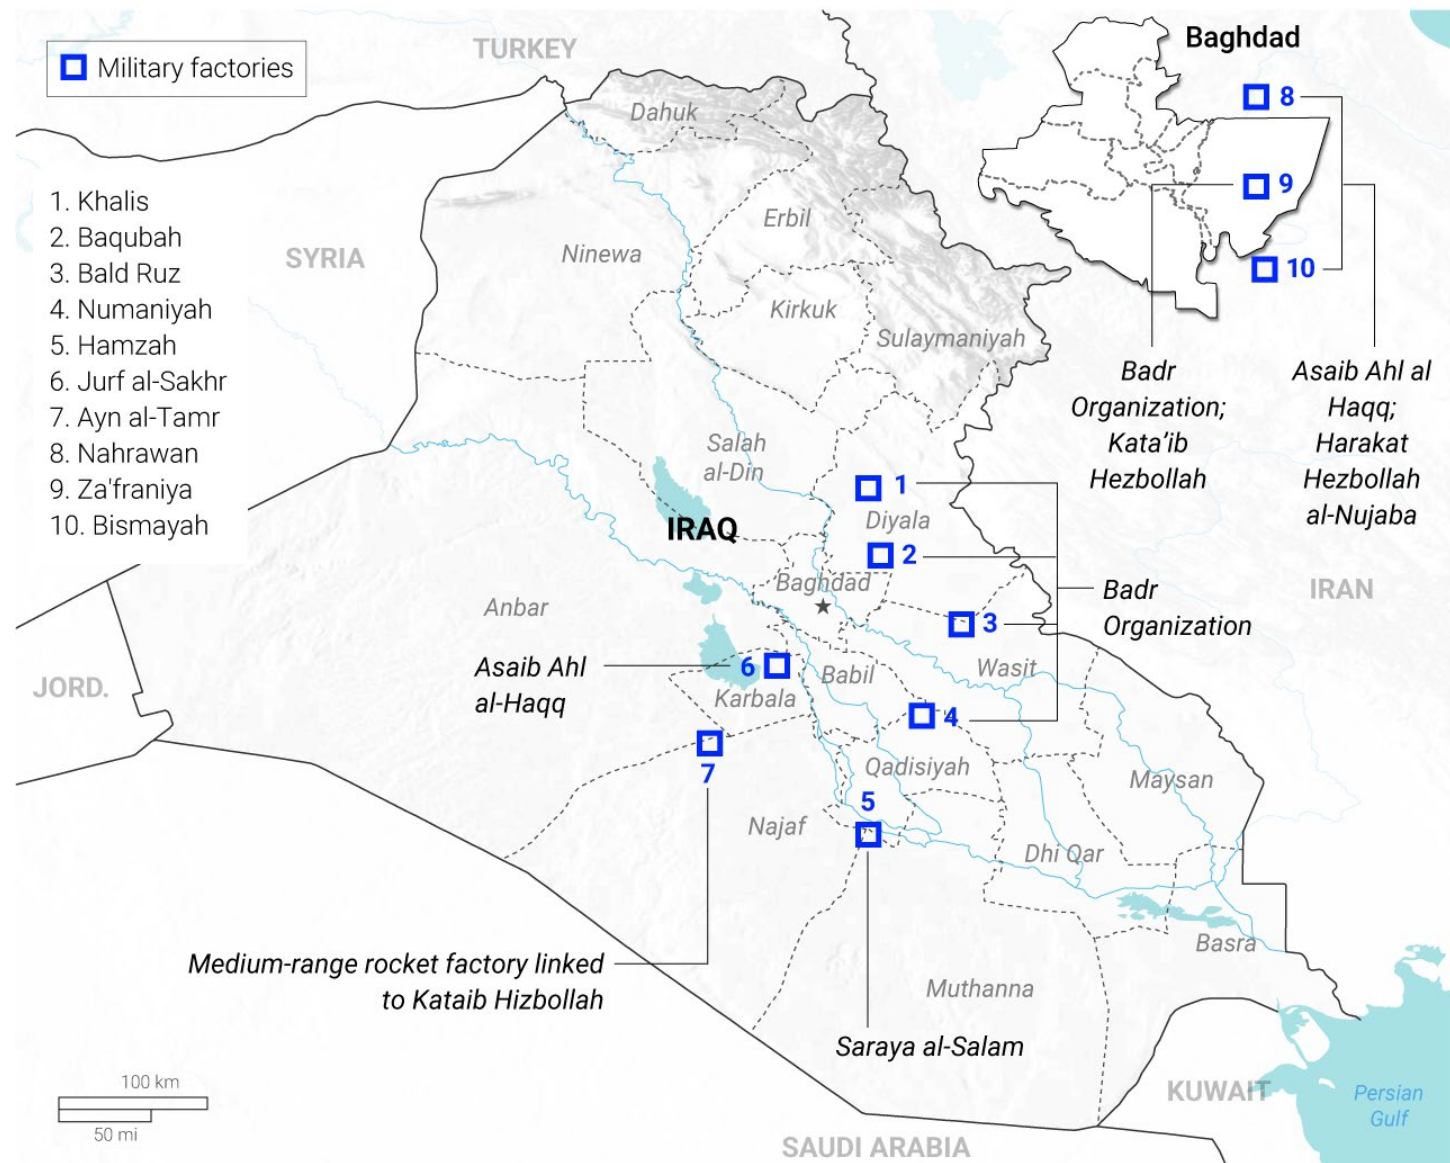 TURKEY
Baghdad
Military factories
8
Dahuk
1. Khalis
2. Baqubah
3. Bald Ruz
4. Numaniyah
5. Hamzah
6. Jurf al-Sakhr
7. Ayn al-Tamr
8. Nahrawan
9. Za'franiya
10. Bismayah
9
Erbil
SYRIA
Ninewa
10
Kirkuk
Sulaymaniyah
Badr
Organization;
Kata’ib
Hezbollah
Asaib Ahl al
Haqq;
Harakat
Hezbollah
al-Nujaba
Salah
al-Din
1
IRAQ
Diyala
2
Baghdad
IRAN
Anbar
Badr
Organization
3
Asaib Ahl
al-Haqq
6
Babil
Wasit
JORD.
Karbala
4
7
Qadisiyah
Maysan
5
Najaf
Dhi Qar
Basra
Medium-range rocket factory linked
to Kataib Hizbollah
Muthanna
Saraya al-Salam
100 km
50 mi
KUWAIT
Persian
Gulf
SAUDI ARABIA